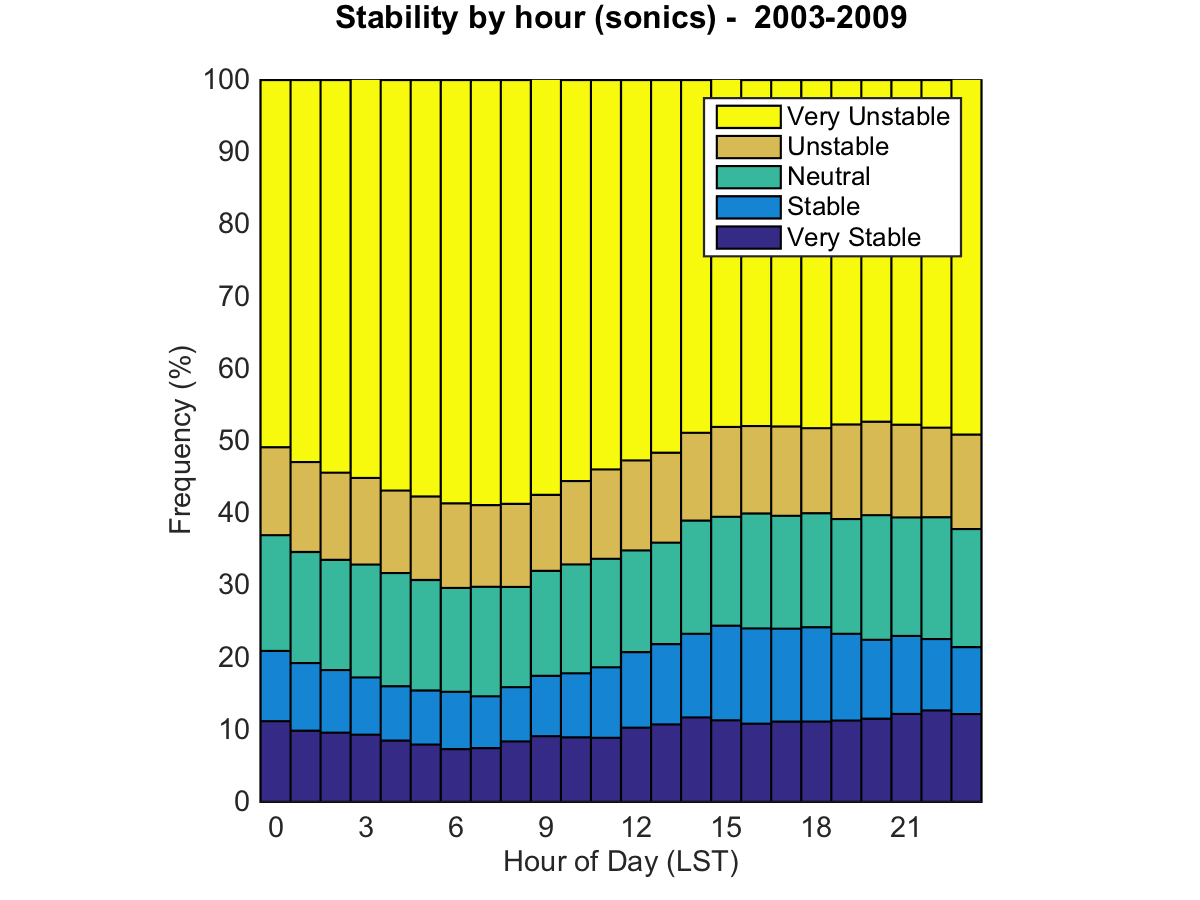 Stability by hour (sonics) -  2003-2009
100
90
80
70
60
50
40
30
20
10
0
Frequency (%)
Very Unstable
Unstable
Neutral
Stable
Very Stable
0 3 6 9 12 15 18 21
Hour of Day (LST)